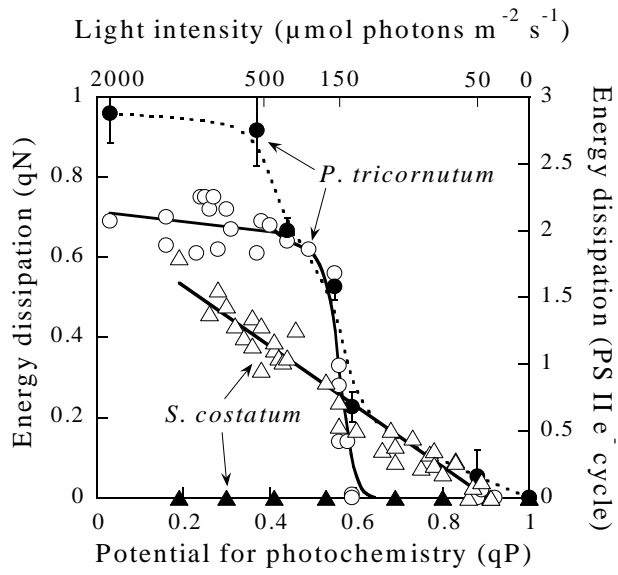 Light intensity (µmol photons m⁻² s⁻¹)
2000 500 150 50 0
1 0.8 0.6 0.4 0.2 0
Energy dissipation (qN)
3 2.5 2 1.5 1 0.5 0
Energy dissipation (PS II e⁻ cycle)
P. tricornutum
S. costatum
0 0.2 0.4 0.6 0.8 1
Potential for photochemistry (qP)